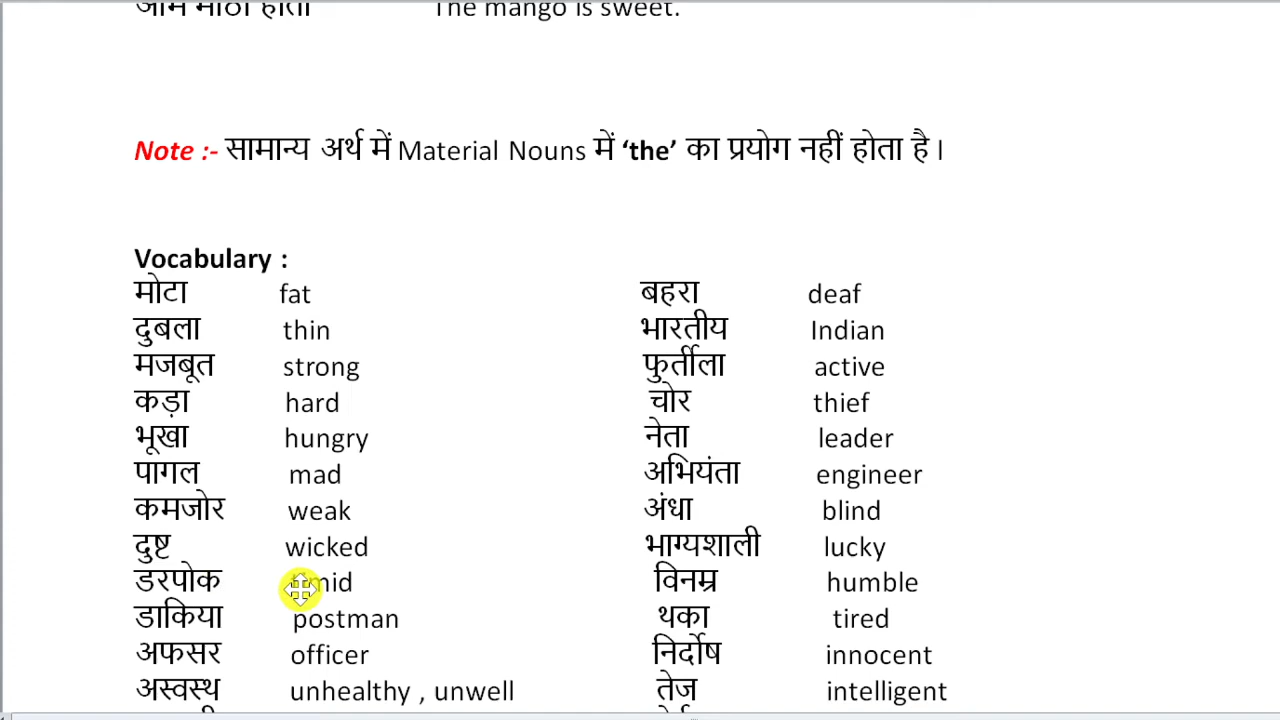 आम मीठा होता The mango is sweet.
Note :- सामान्य अर्थ में Material Nouns में ‘the’ का प्रयोग नहीं होता है।
Vocabulary :
मोटा fat बहरा deaf
दुबला thin भारतीय Indian
मजबूत strong फुर्तीला active
कड़ा hard चोर thief
भूखा hungry नेता leader
पागल mad अभियंता engineer
कमजोर weak अंधा blind
दुष्ट wicked भाग्यशाली lucky
डरपोक timid विनम्र humble
डाकिया postman थका tired
अफसर officer निर्दोष innocent
अस्वस्थ unhealthy , unwell तेज intelligent